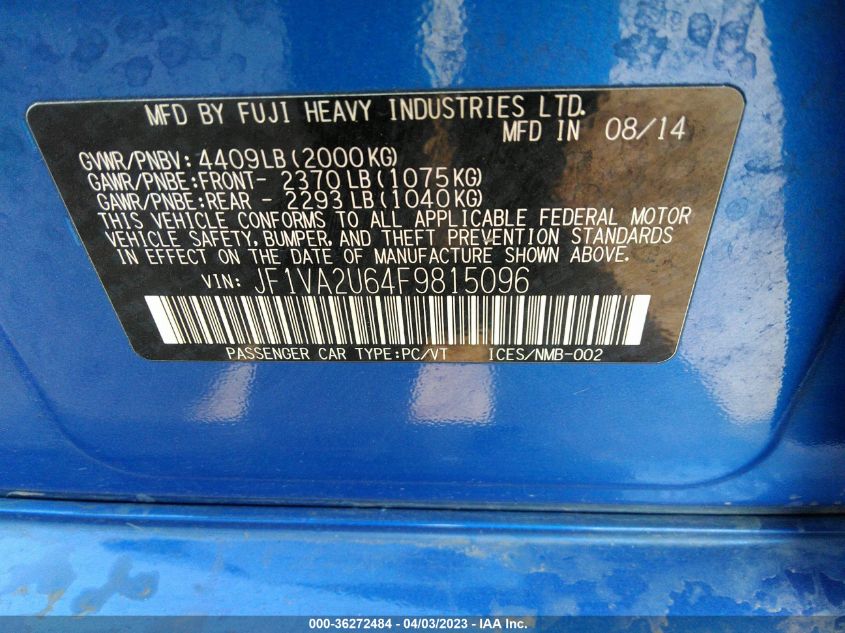 MFD BY FUJI HEAVY INDUSTRIES LTD.
MFD IN 08/14
GVWR/PNBV: 4409LB(2000KG)
GAWR/PNBE:FRONT- 2370 LB(1075KG)
GAWR/PNBE:REAR - 2293 LB(1040KG)
THIS VEHICLE CONFORMS TO ALL APPLICABLE FEDERAL MOTOR
VEHICLE SAFETY, BUMPER, AND THEFT PREVENTION STANDARDS
IN EFFECT ON THE DATE OF MANUFACTURE SHOWN ABOVE.
VIN: JF1VA2U64F9815096
PASSENGER CAR TYPE:PC/VT ICES/NMB-002
000-36272484 - 04/03/2023 - IAA Inc.